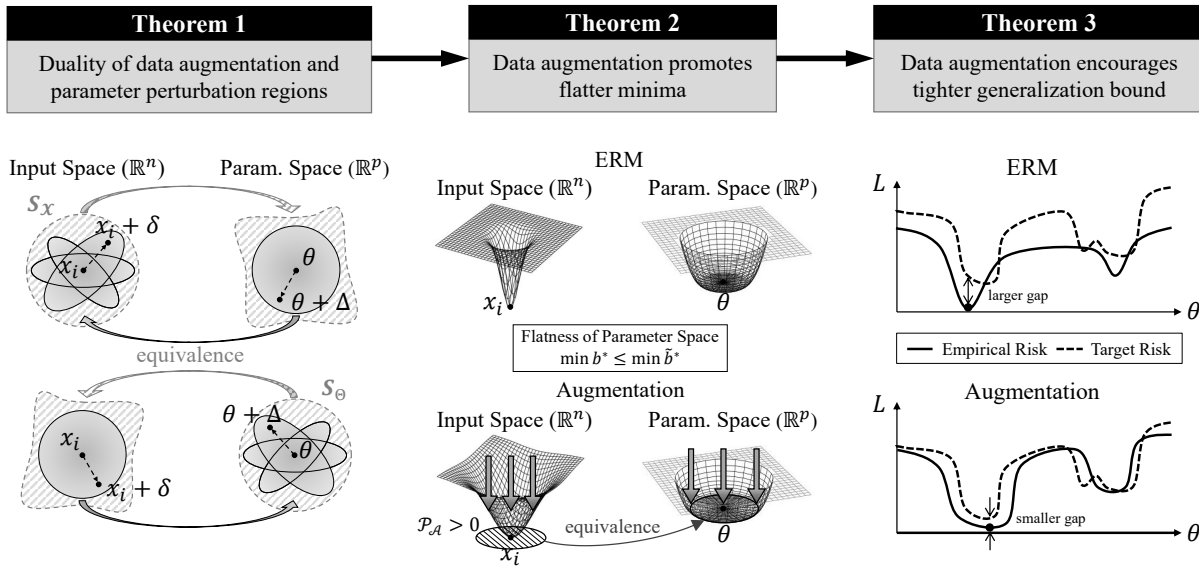 Theorem 1
Duality of data augmentation and
parameter perturbation regions
Theorem 2
Data augmentation promotes
flatter minima
Theorem 3
Data augmentation encourages
tighter generalization bound
Input Space (ℝⁿ)
Param. Space (ℝᵖ)
S_𝒳
x_i + δ
x_i
θ
θ + Δ
equivalence
S_Θ
x_i
x_i + δ
θ + Δ
θ
ERM
Input Space (ℝⁿ)
Param. Space (ℝᵖ)
x_i
θ
Flatness of Parameter Space
min b* ≤ min b̃*
Augmentation
Input Space (ℝⁿ)
Param. Space (ℝᵖ)
𝒫_𝒜 > 0
x_i
equivalence
θ
ERM
L
larger gap
θ
Empirical Risk
Target Risk
Augmentation
L
smaller gap
θ